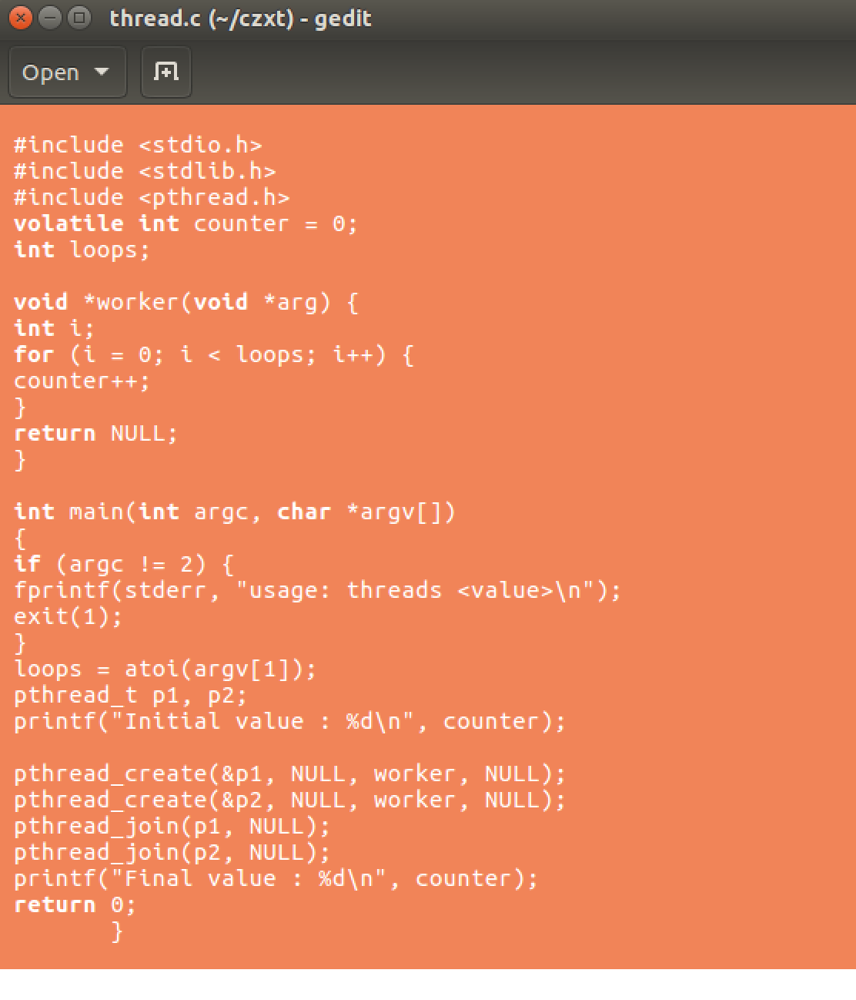 thread.c (~/czxt) - gedit
Open
#include <stdio.h>
#include <stdlib.h>
#include <pthread.h>
volatile int counter = 0;
int loops;
void *worker(void *arg) {
int i;
for (i = 0; i < loops; i++) {
counter++;
}
return NULL;
}
int main(int argc, char *argv[])
{
if (argc != 2) {
fprintf(stderr, "usage: threads <value>\n");
exit(1);
}
loops = atoi(argv[1]);
pthread_t p1, p2;
printf("Initial value : %d\n", counter);
pthread_create(&p1, NULL, worker, NULL);
pthread_create(&p2, NULL, worker, NULL);
pthread_join(p1, NULL);
pthread_join(p2, NULL);
printf("Final value : %d\n", counter);
return 0;
}